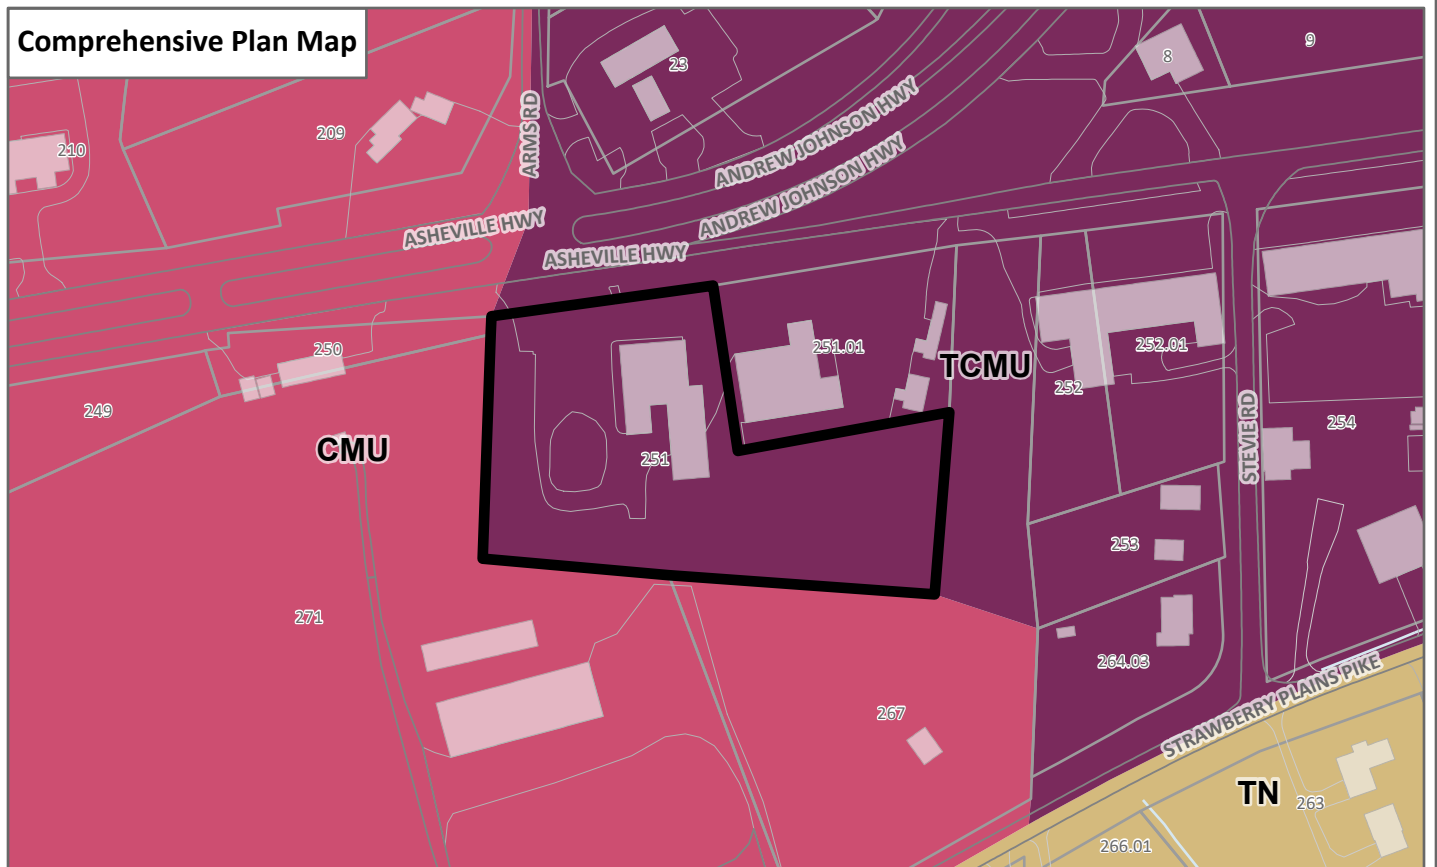 Comprehensive Plan Map
9
8
23
ARMS RD
ANDREW JOHNSON HWY
209
210
ANDREW JOHNSON HWY
ASHEVILLE HWY
ASHEVILLE HWY
250
251.01
252.01
TCMU
252
249
254
STEVIE RD
CMU
251
253
271
264.03
STRAWBERRY PLAINS PIKE
267
TN
263
266.01